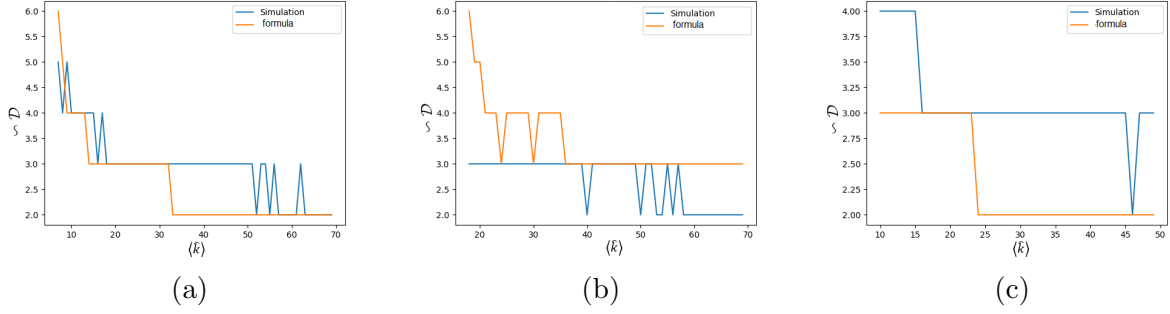 6.0
5.5
5.0
4.5
4.0
3.5
3.0
2.5
2.0
∽ 𝒟
10 20 30 40 50 60 70
⟨k̂⟩
Simulation
formula
(a)
6.0
5.5
5.0
4.5
4.0
3.5
3.0
2.5
2.0
∽ 𝒟
20 30 40 50 60 70
⟨k̂⟩
Simulation
formula
(b)
4.00
3.75
3.50
3.25
3.00
2.75
2.50
2.25
2.00
∽ 𝒟
10 15 20 25 30 35 40 45 50
⟨k̂⟩
Simulation
formula
(c)